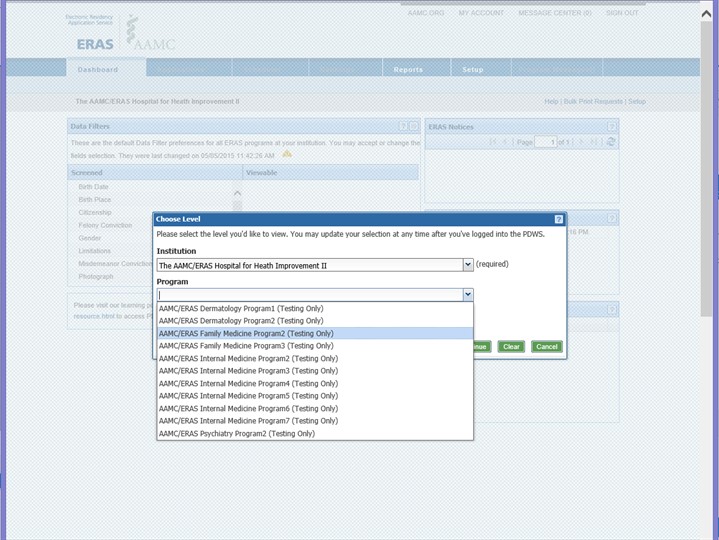 AAMC.ORG MY ACCOUNT MESSAGE CENTER (0) SIGN OUT
Electronic Residency
Application Service
ERAS AAMC
Dashboard Reports Setup
The AAMC/ERAS Hospital for Heath Improvement II Help | Bulk Print Requests | Setup
Data Filters ?
These are the default Data Filter preferences for all ERAS programs at your institution. You may accept or change the
fields selection. They were last changed on 05/05/2015 11:42:26 AM
Screened Viewable
Birth Date
Birth Place
Citizenship
Felony Conviction
Gender
Limitations
Misdemeanor Conviction
Photograph
Please visit our learning
resource.html to access
ERAS Notices ?
Page 1 of 1
?
16 PM
?
Choose Level ?
Please select the level you'd like to view. You may update your selection at any time after you've logged into the PDWS.
Institution
The AAMC/ERAS Hospital for Heath Improvement II (required)
Program
AAMC/ERAS Dermatology Program1 (Testing Only)
AAMC/ERAS Dermatology Program2 (Testing Only)
AAMC/ERAS Family Medicine Program2 (Testing Only)
AAMC/ERAS Family Medicine Program3 (Testing Only)
AAMC/ERAS Internal Medicine Program2 (Testing Only)
AAMC/ERAS Internal Medicine Program3 (Testing Only)
AAMC/ERAS Internal Medicine Program4 (Testing Only)
AAMC/ERAS Internal Medicine Program5 (Testing Only)
AAMC/ERAS Internal Medicine Program6 (Testing Only)
AAMC/ERAS Internal Medicine Program7 (Testing Only)
AAMC/ERAS Psychiatry Program2 (Testing Only)
nue Clear Cancel